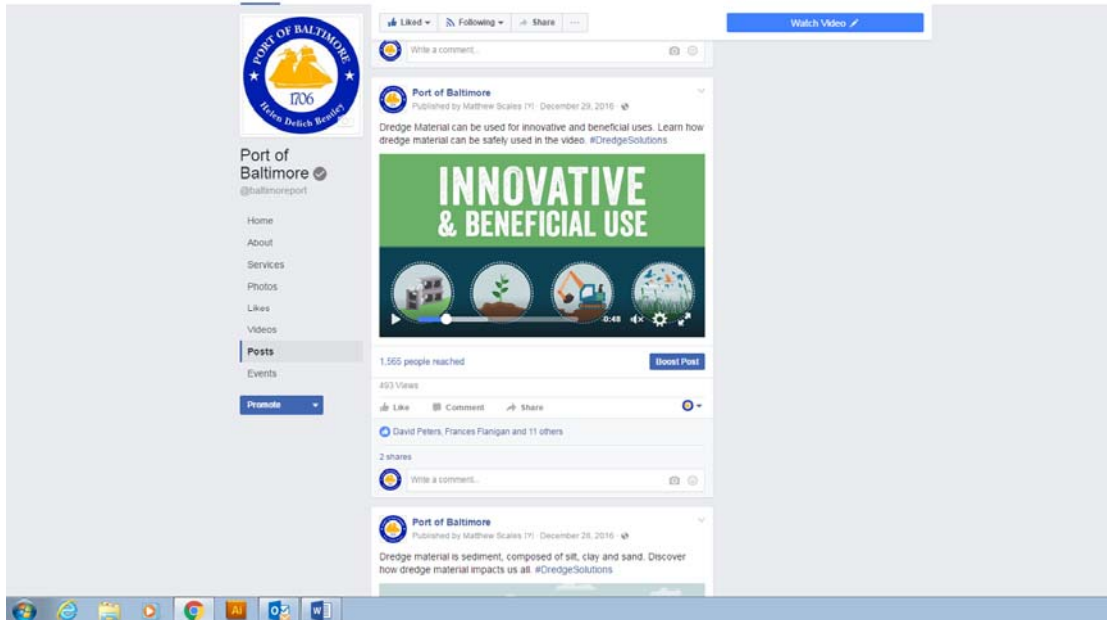 PORT OF BALTIMORE
1706
Helen Delich Bentley
Port of
Baltimore
@baltimoreport
Home
About
Services
Photos
Likes
Videos
Posts
Events
Promote
Liked
Following
Share
Watch Video
Write a comment...
Port of Baltimore
Published by Matthew Scales [?] · December 29, 2016 ·
Dredge Material can be used for innovative and beneficial uses. Learn how
dredge material can be safely used in the video. #DredgeSolutions
INNOVATIVE
& BENEFICIAL USE
0:48
1,565 people reached
Boost Post
493 Views
Like Comment Share
David Peters, Frances Flanigan and 11 others
2 shares
Write a comment...
Port of Baltimore
Published by Matthew Scales [?] · December 28, 2016 ·
Dredge material is sediment, composed of silt, clay and sand. Discover
how dredge material impacts us all. #DredgeSolutions
Ai